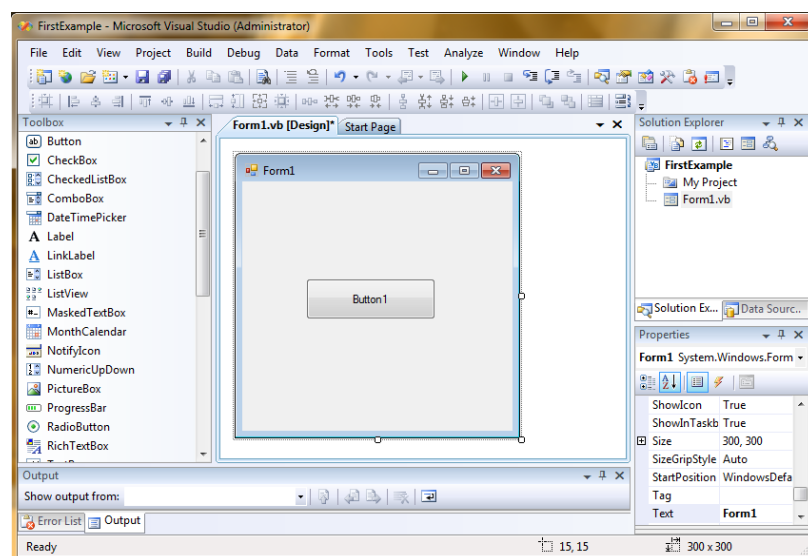 FirstExample - Microsoft Visual Studio (Administrator)
File Edit View Project Build Debug Data Format Tools Test Analyze Window Help
Toolbox
Button
CheckBox
CheckedListBox
ComboBox
DateTimePicker
A Label
A LinkLabel
ListBox
ListView
MaskedTextBox
MonthCalendar
NotifyIcon
NumericUpDown
PictureBox
ProgressBar
RadioButton
RichTextBox
Form1.vb [Design]* Start Page
Form1
Button1
Solution Explorer
FirstExample
My Project
Form1.vb
Solution Ex... Data Sourc..
Properties
Form1 System.Windows.Form
ShowIcon True
ShowInTaskb True
Size 300, 300
SizeGripStyle Auto
StartPosition WindowsDefa
Tag
Text Form1
Output
Show output from:
Error List Output
Ready 15, 15 300 x 300